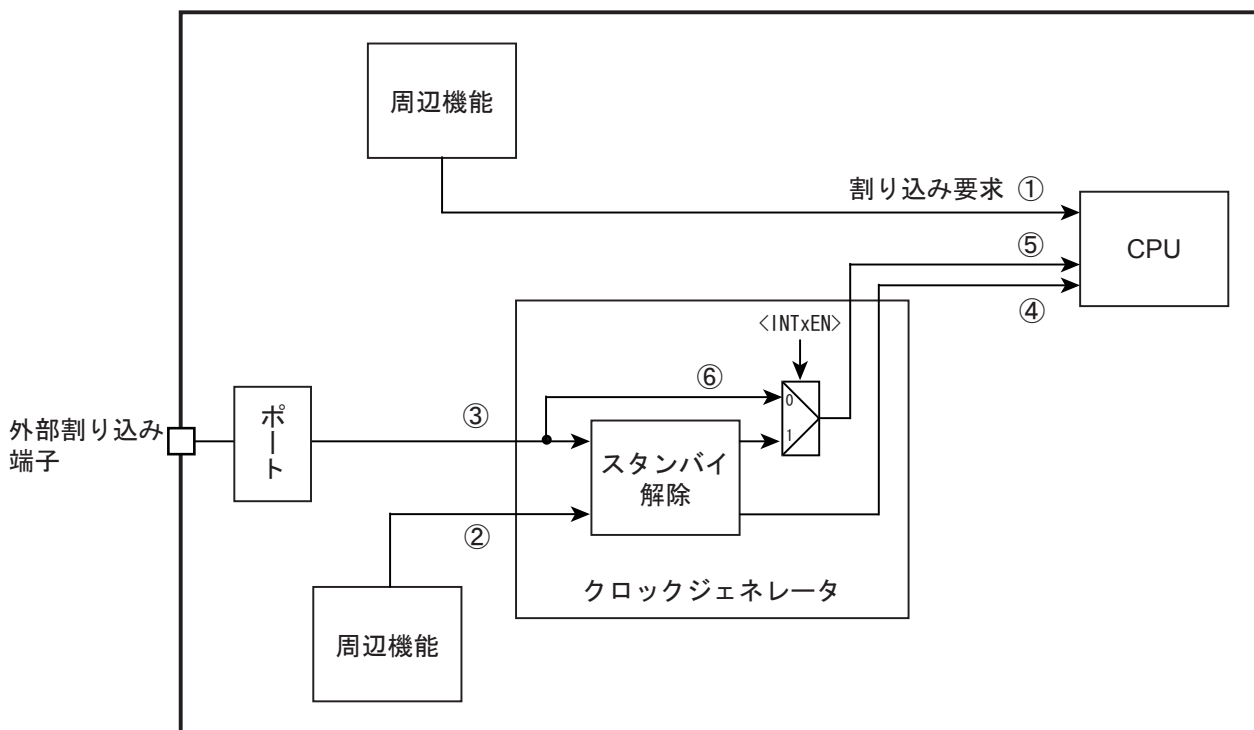 周辺機能
割り込み要求 ①
⑤
CPU
④
<INTxEN>
⑥
0
1
外部割り込み
端子
ポート
③
スタンバイ
解除
②
クロックジェネレータ
周辺機能